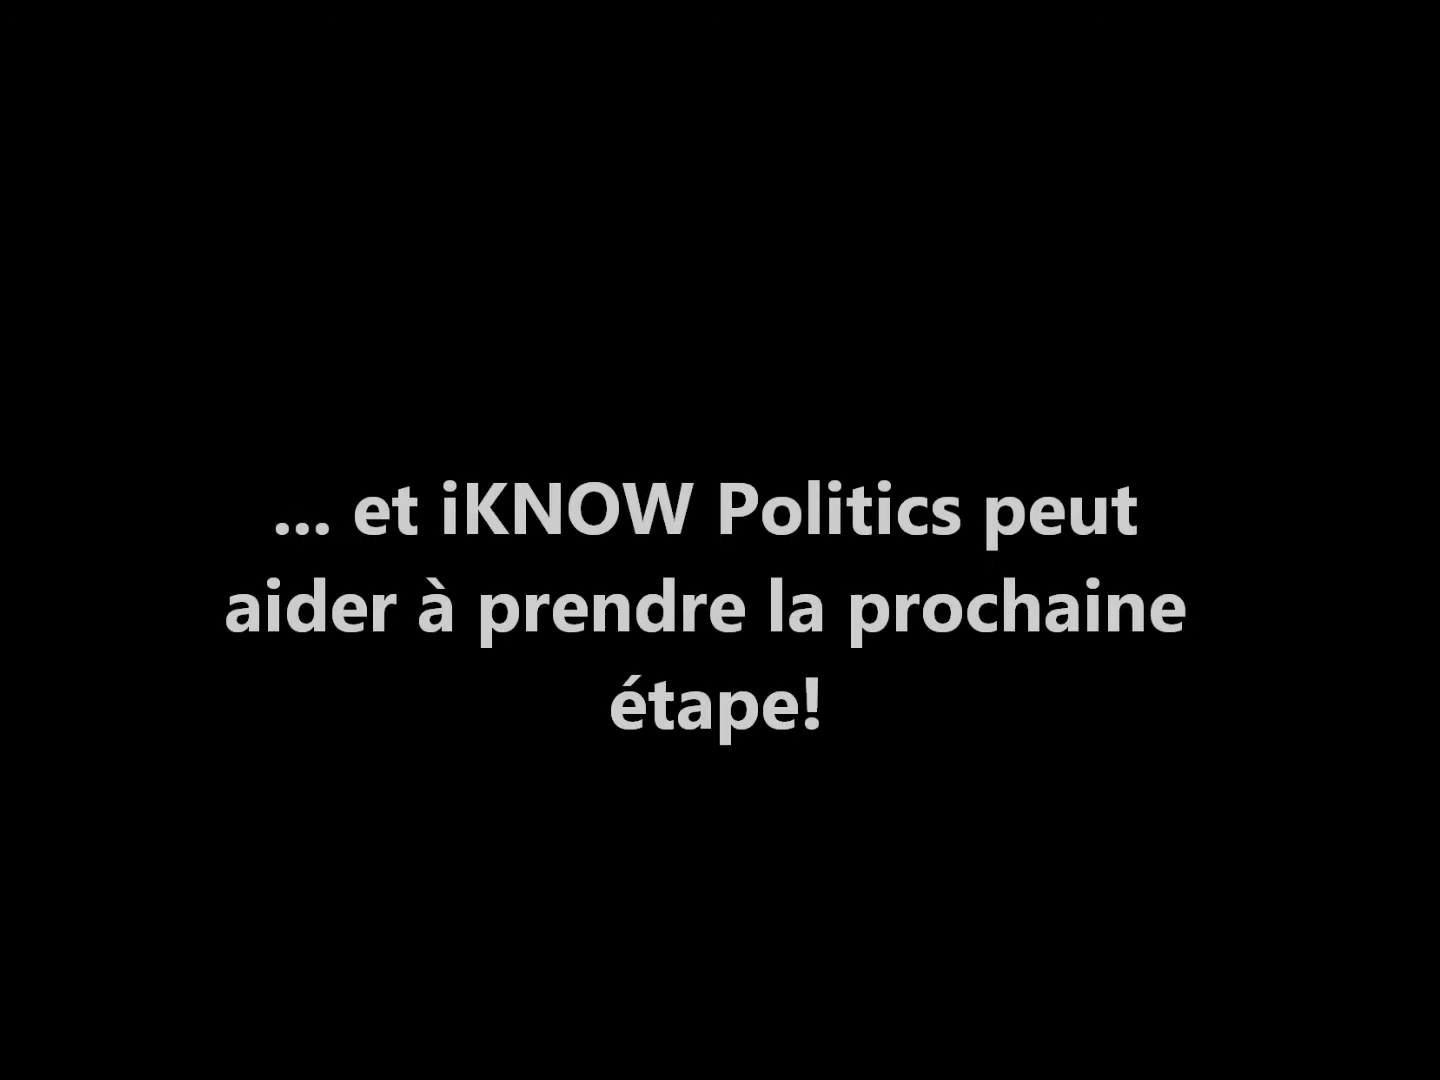 ... et iKNOW Politics peut
aider à prendre la prochaine
étape!